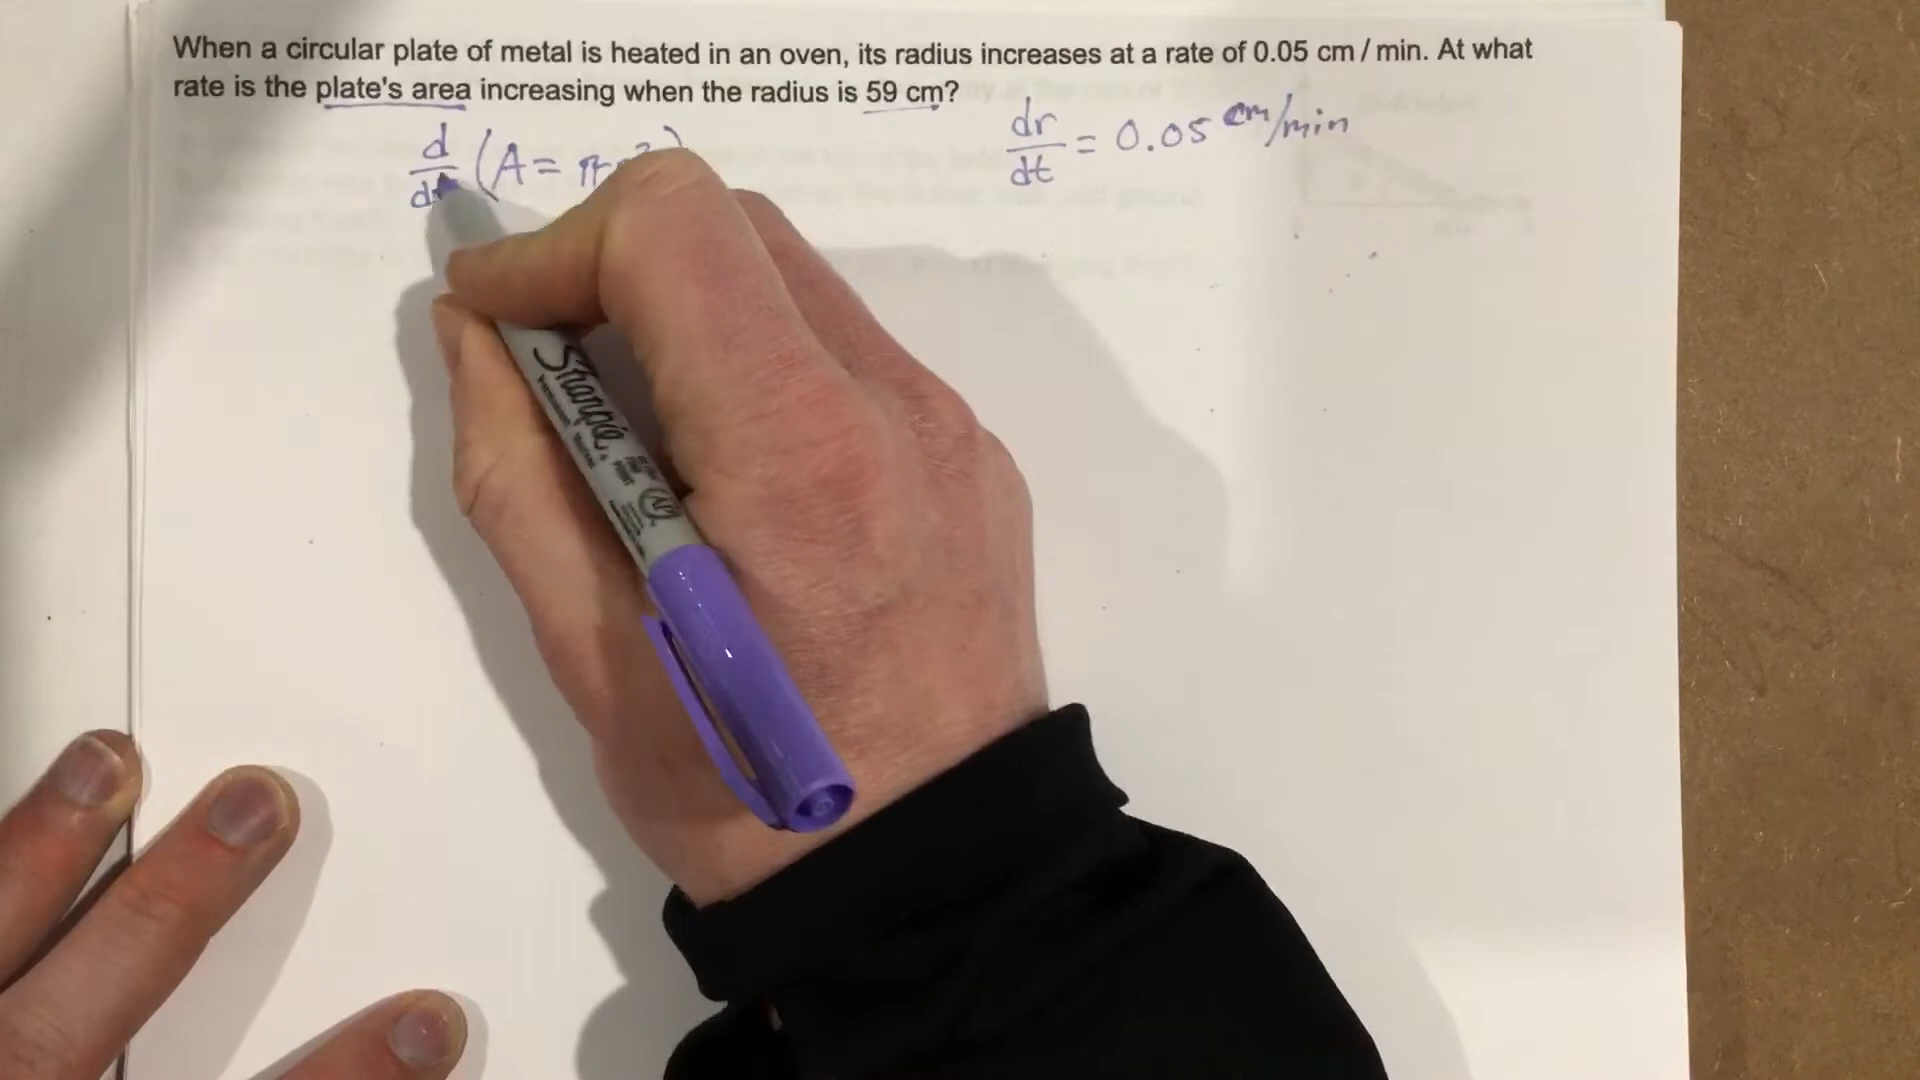 When a circular plate of metal is heated in an oven, its radius increases at a rate of 0.05 cm / min. At what
rate is the plate's area increasing when the radius is 59 cm?
d/dt (A = πr²)
dr/dt = 0.05 cm/min
Sharpie